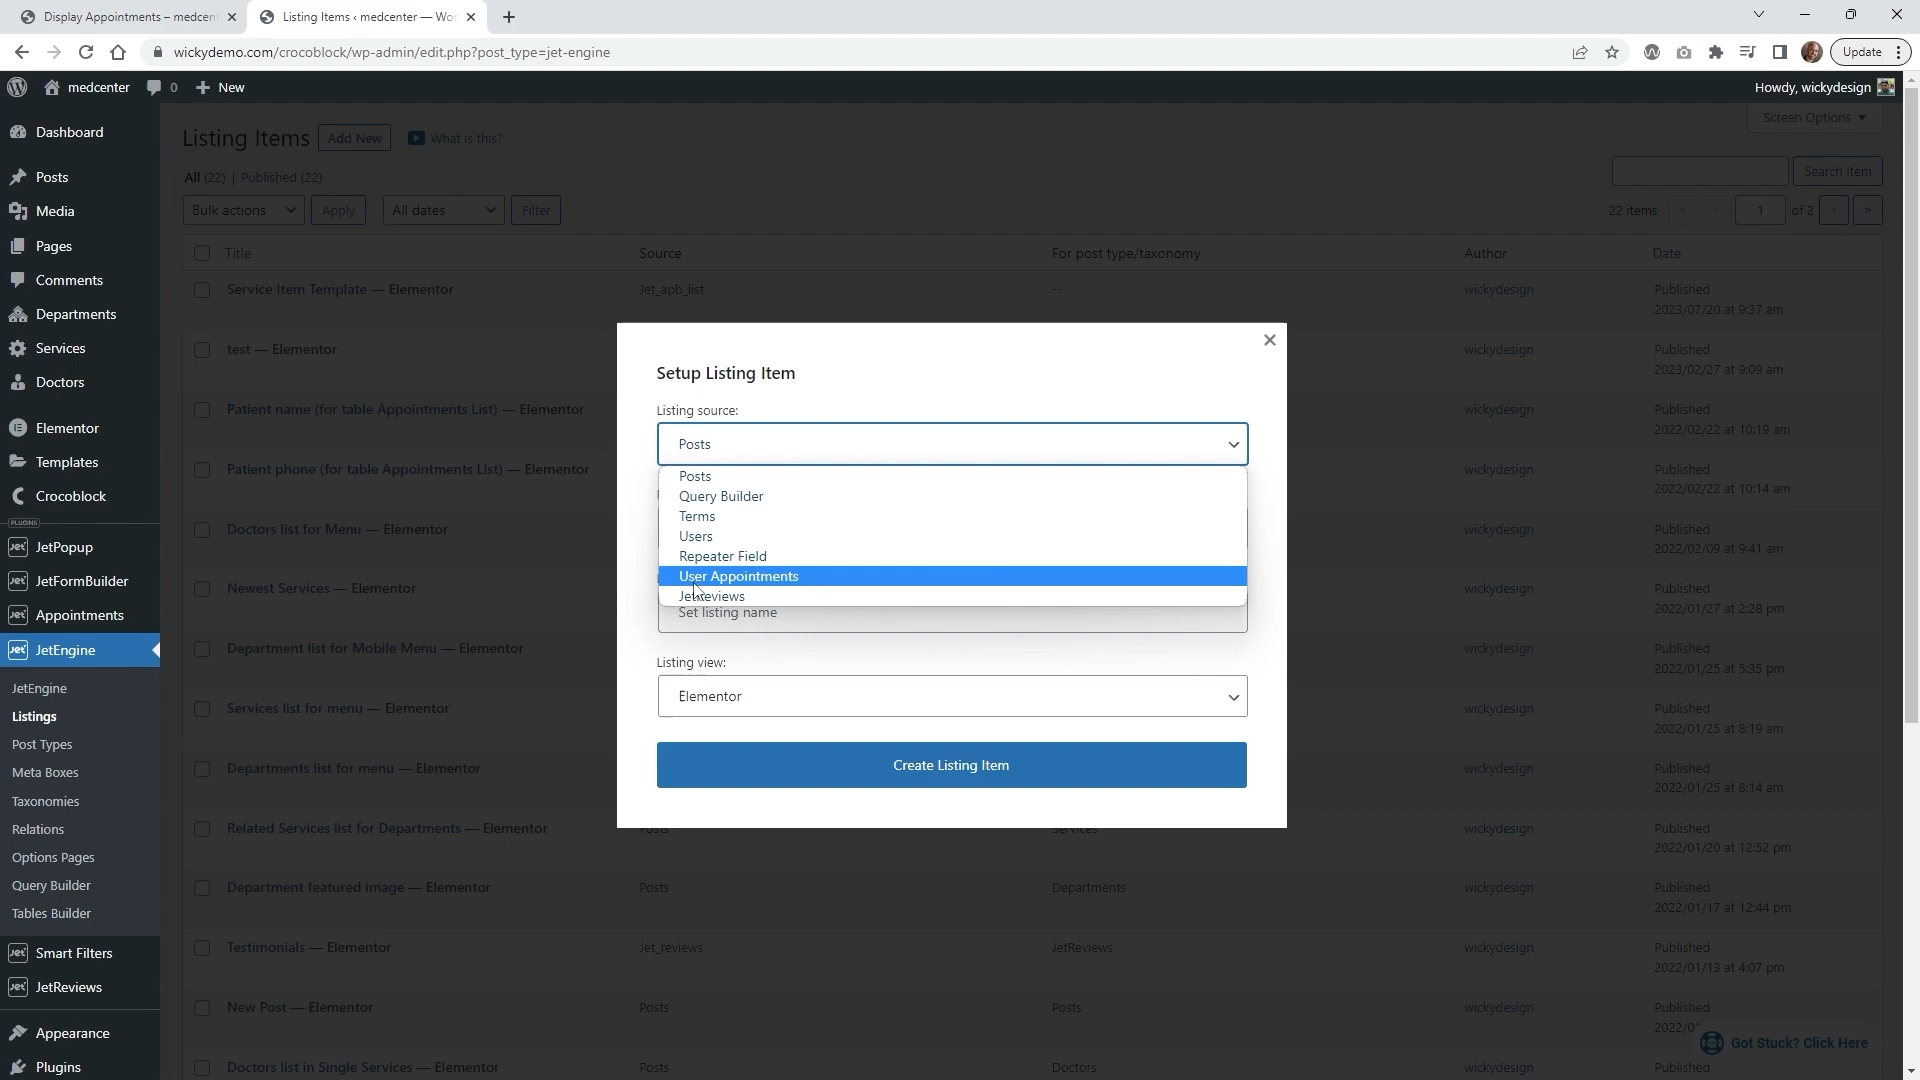 Display Appointments – medcent
Listing Items ‹ medcenter — Wor
wickydemo.com/crocoblock/wp-admin/edit.php?post_type=jet-engine
Update
medcenter
0
New
Howdy, wickydesign
Dashboard
Posts
Media
Pages
Comments
Departments
Services
Doctors
Elementor
Templates
Crocoblock
PLUGINS
JetPopup
JetFormBuilder
Appointments
JetEngine
JetEngine
Listings
Post Types
Meta Boxes
Taxonomies
Relations
Options Pages
Query Builder
Tables Builder
Smart Filters
JetReviews
Appearance
Plugins
Listing Items
Add New
What is this?
Screen Options
All (22) | Published (22)
Search Item
Bulk actions
Apply
All dates
Filter
22 items « ‹ 1 of 2 › »
Title Source For post type/taxonomy Author Date
Service Item Template — Elementor Jet_apb_list -- wickydesign Published
2023/07/20 at 9:37 am
test — Elementor wickydesign Published
2023/02/27 at 9:09 am
Patient name (for table Appointments List) — Elementor wickydesign Published
2022/02/22 at 10:19 am
Patient phone (for table Appointments List) — Elementor wickydesign Published
2022/02/22 at 10:14 am
Doctors list for Menu — Elementor wickydesign Published
2022/02/09 at 9:41 am
Newest Services — Elementor wickydesign Published
2022/01/27 at 2:28 pm
Department list for Mobile Menu — Elementor wickydesign Published
2022/01/25 at 5:35 pm
Services list for menu — Elementor wickydesign Published
2022/01/25 at 8:19 am
Departments list for menu — Elementor wickydesign Published
2022/01/25 at 8:14 am
Related Services list for Departments — Elementor Posts Services wickydesign Published
2022/01/20 at 12:52 pm
Department featured image — Elementor Posts Departments wickydesign Published
2022/01/17 at 12:44 pm
Testimonials — Elementor Jet_reviews JetReviews wickydesign Published
2022/01/13 at 4:07 pm
New Post — Elementor Posts Posts wickydesign Published
Doctors list in Single Services — Elementor Posts Doctors wickydesign Published
Got Stuck? Click Here
Setup Listing Item
Listing source:
Posts
Posts
Query Builder
Terms
Users
Repeater Field
User Appointments
JetReviews
Set listing name
Listing view:
Elementor
Create Listing Item